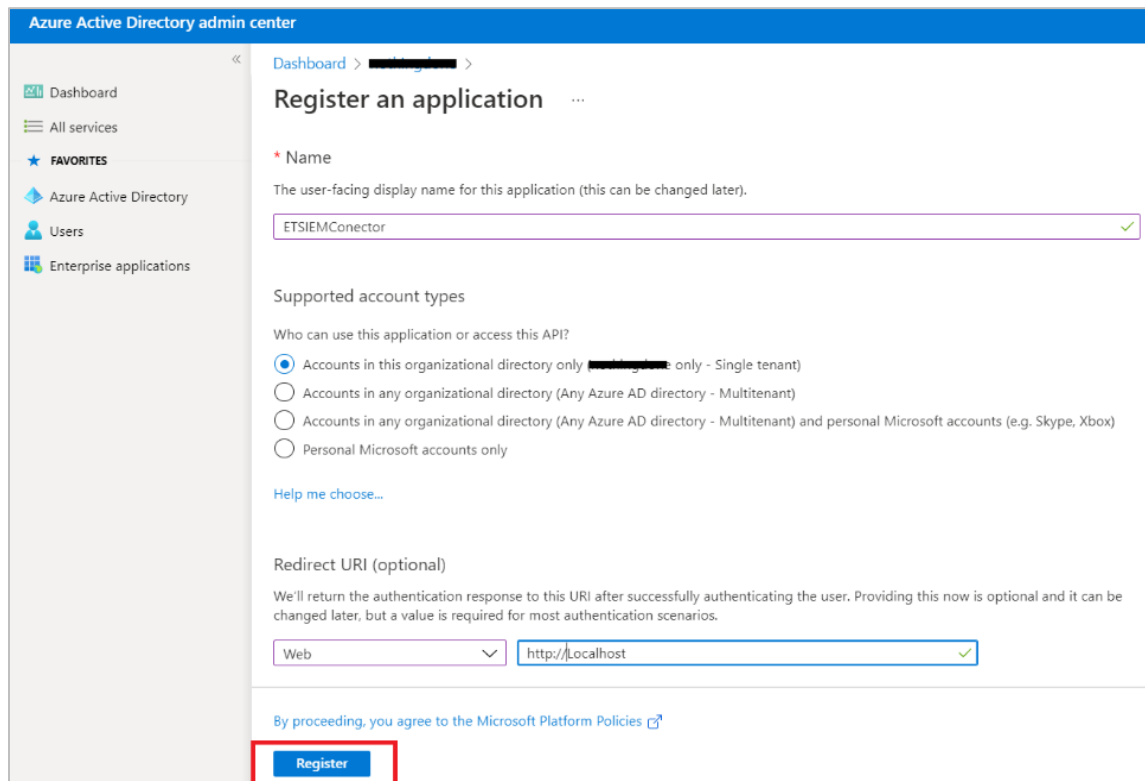 Azure Active Directory admin center
«
Dashboard
All services
FAVORITES
Azure Active Directory
Users
Enterprise applications
Dashboard > >
Register an application ...
* Name
The user-facing display name for this application (this can be changed later).
ETSIEMConector
Supported account types
Who can use this application or access this API?
Accounts in this organizational directory only ( only - Single tenant)
Accounts in any organizational directory (Any Azure AD directory - Multitenant)
Accounts in any organizational directory (Any Azure AD directory - Multitenant) and personal Microsoft accounts (e.g. Skype, Xbox)
Personal Microsoft accounts only
Help me choose...
Redirect URI (optional)
We'll return the authentication response to this URI after successfully authenticating the user. Providing this now is optional and it can be
changed later, but a value is required for most authentication scenarios.
Web http://Localhost
By proceeding, you agree to the Microsoft Platform Policies
Register